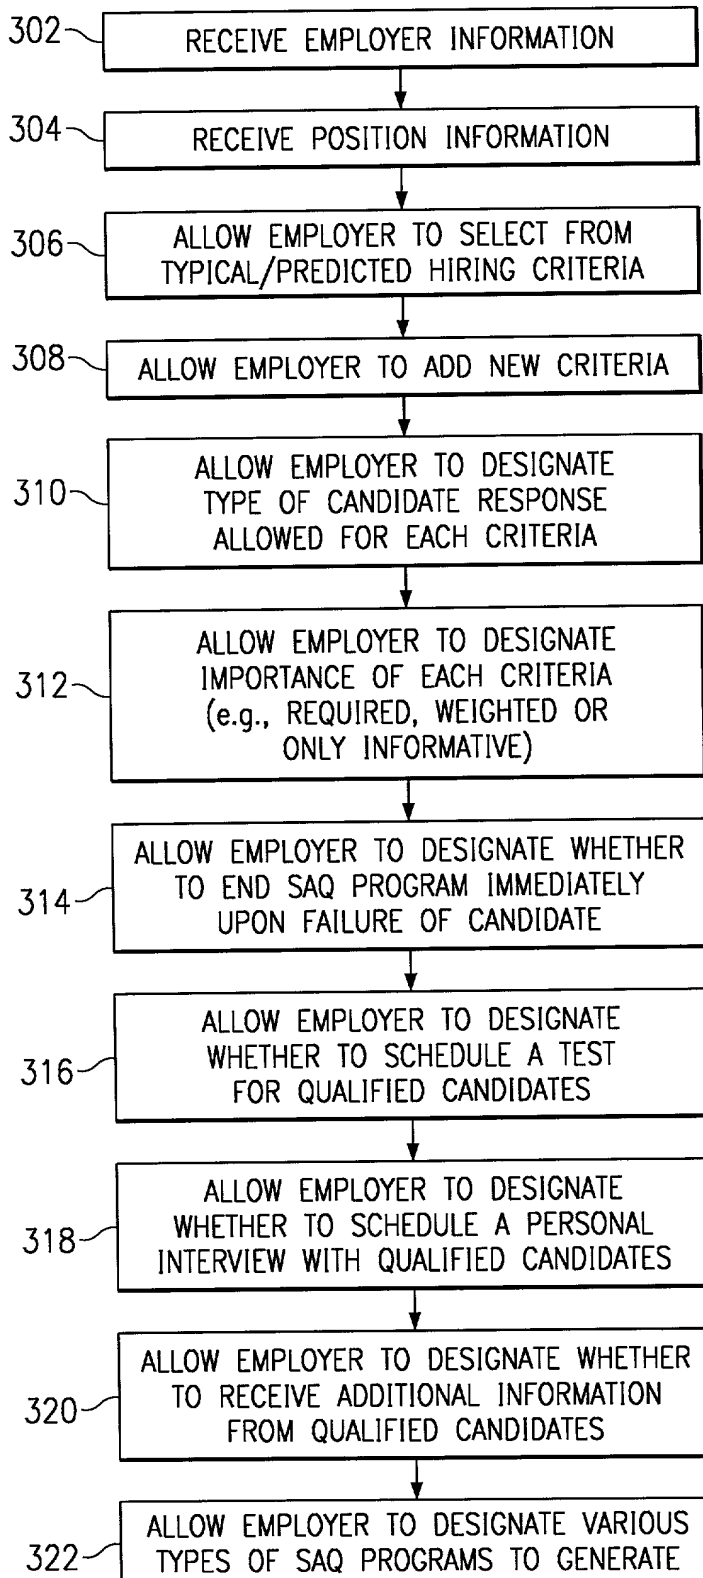 302
RECEIVE EMPLOYER INFORMATION
304
RECEIVE POSITION INFORMATION
306
ALLOW EMPLOYER TO SELECT FROM
TYPICAL/PREDICTED HIRING CRITERIA
308
ALLOW EMPLOYER TO ADD NEW CRITERIA
310
ALLOW EMPLOYER TO DESIGNATE
TYPE OF CANDIDATE RESPONSE
ALLOWED FOR EACH CRITERIA
312
ALLOW EMPLOYER TO DESIGNATE
IMPORTANCE OF EACH CRITERIA
(e.g., REQUIRED, WEIGHTED OR
ONLY INFORMATIVE)
314
ALLOW EMPLOYER TO DESIGNATE WHETHER
TO END SAQ PROGRAM IMMEDIATELY
UPON FAILURE OF CANDIDATE
316
ALLOW EMPLOYER TO DESIGNATE
WHETHER TO SCHEDULE A TEST
FOR QUALIFIED CANDIDATES
318
ALLOW EMPLOYER TO DESIGNATE
WHETHER TO SCHEDULE A PERSONAL
INTERVIEW WITH QUALIFIED CANDIDATES
320
ALLOW EMPLOYER TO DESIGNATE WHETHER
TO RECEIVE ADDITIONAL INFORMATION
FROM QUALIFIED CANDIDATES
322
ALLOW EMPLOYER TO DESIGNATE VARIOUS
TYPES OF SAQ PROGRAMS TO GENERATE